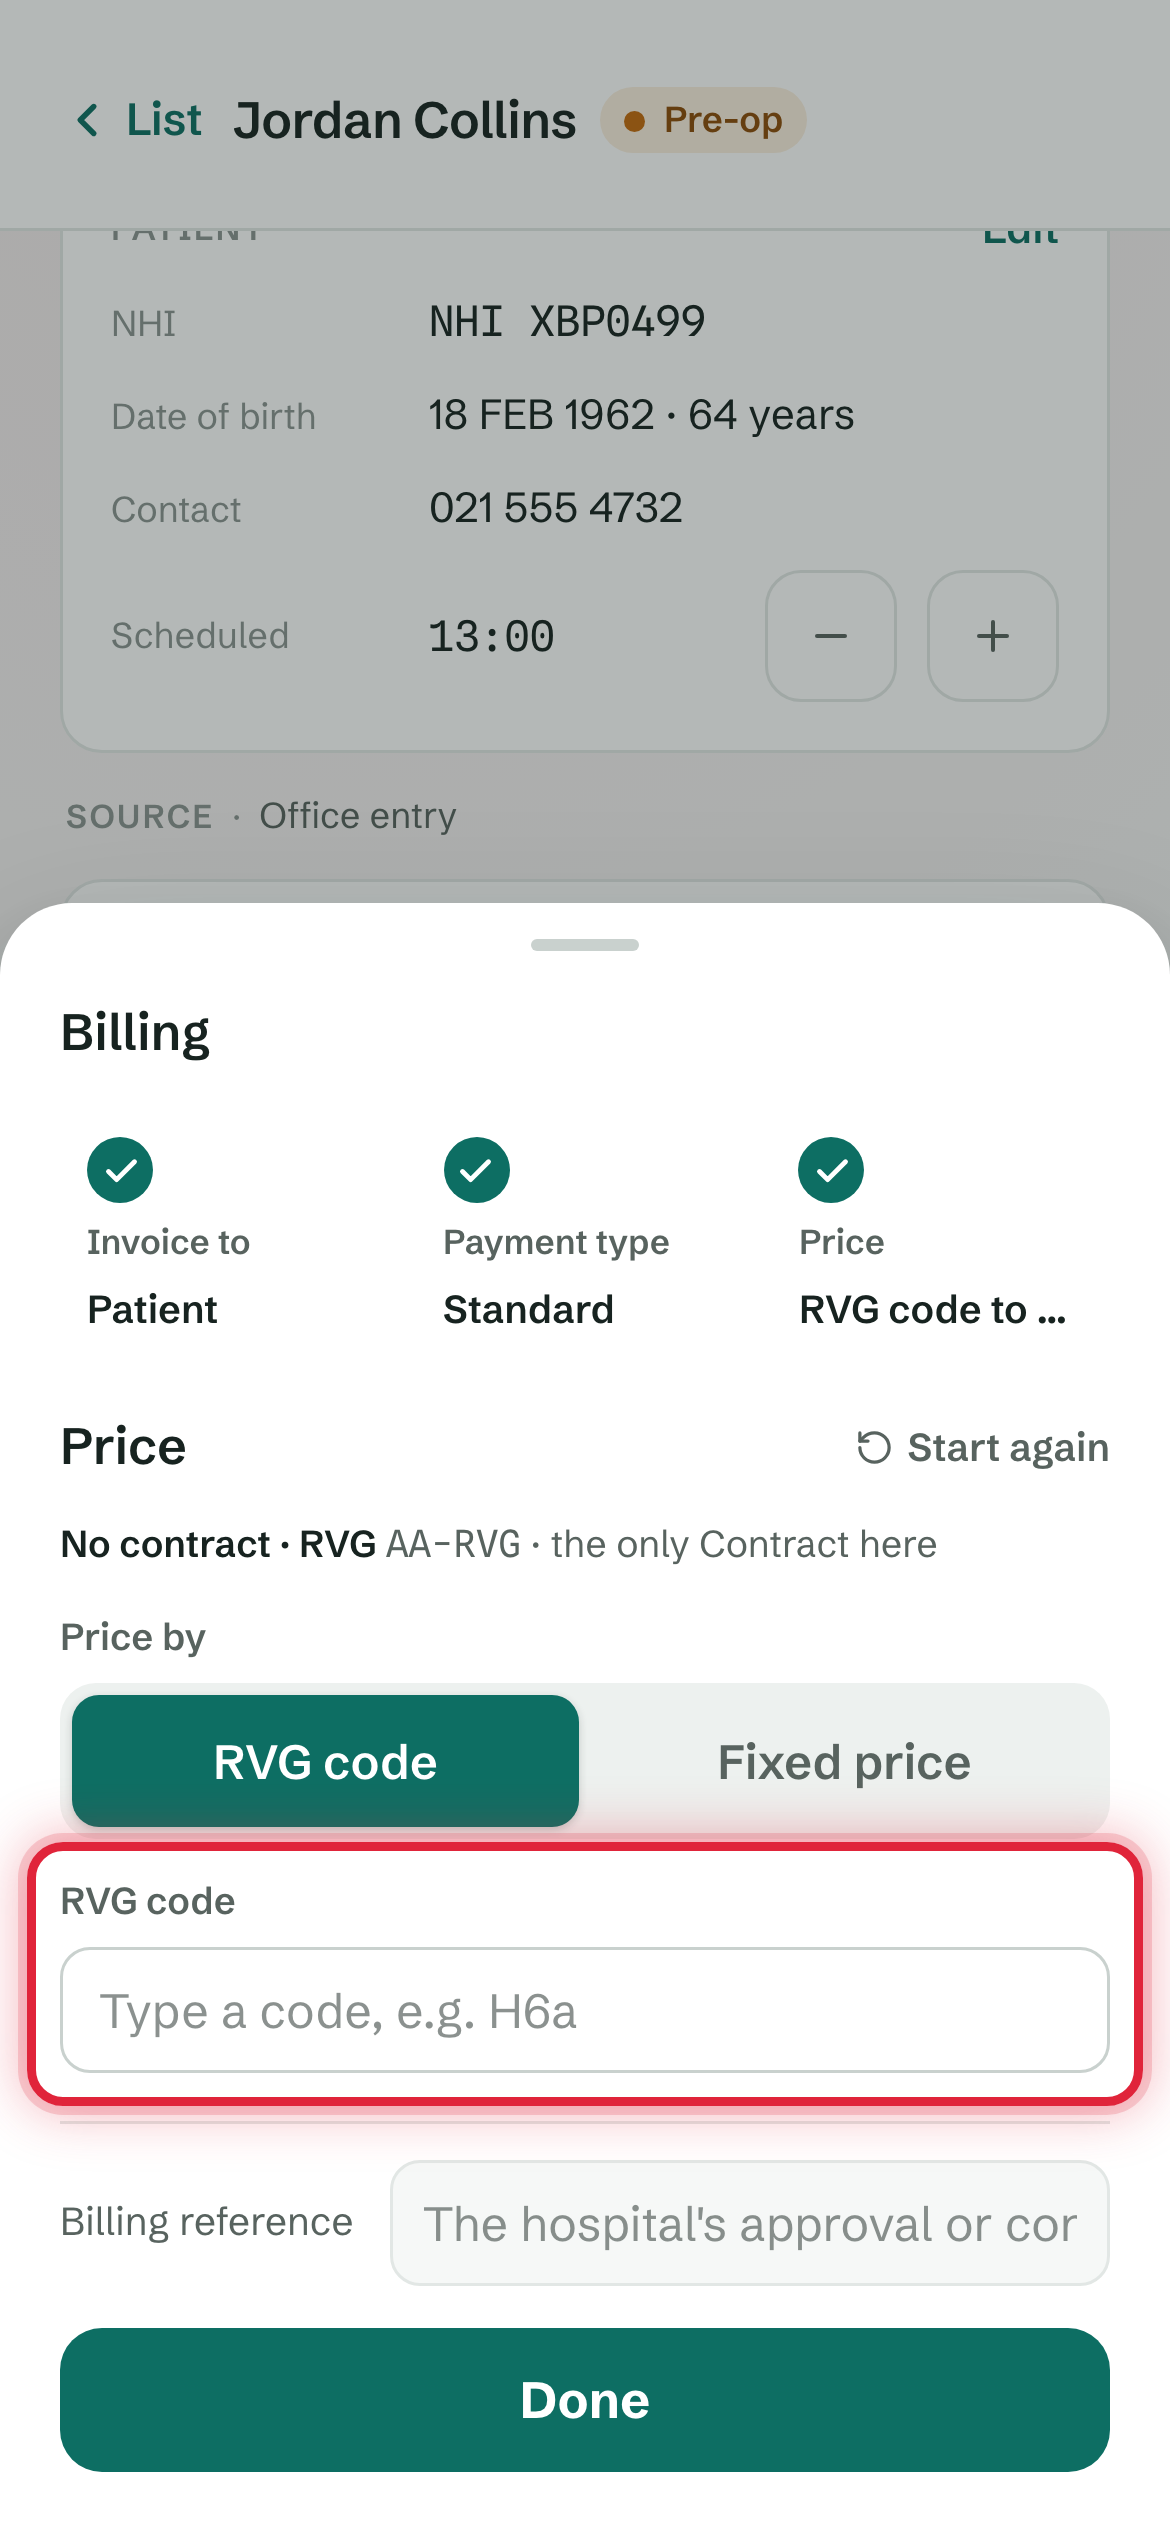 List Jordan Collins Pre-op
PATIENT Edit
NHI NHI XBP0499
Date of birth 18 FEB 1962 · 64 years
Contact 021 555 4732
Scheduled 13:00 − +
SOURCE · Office entry
Billing
Invoice to Payment type Price
Patient Standard RVG code to ...
Price Start again
No contract · RVG AA-RVG · the only Contract here
Price by
RVG code Fixed price
RVG code
Type a code, e.g. H6a
Billing reference The hospital's approval or cor
Done